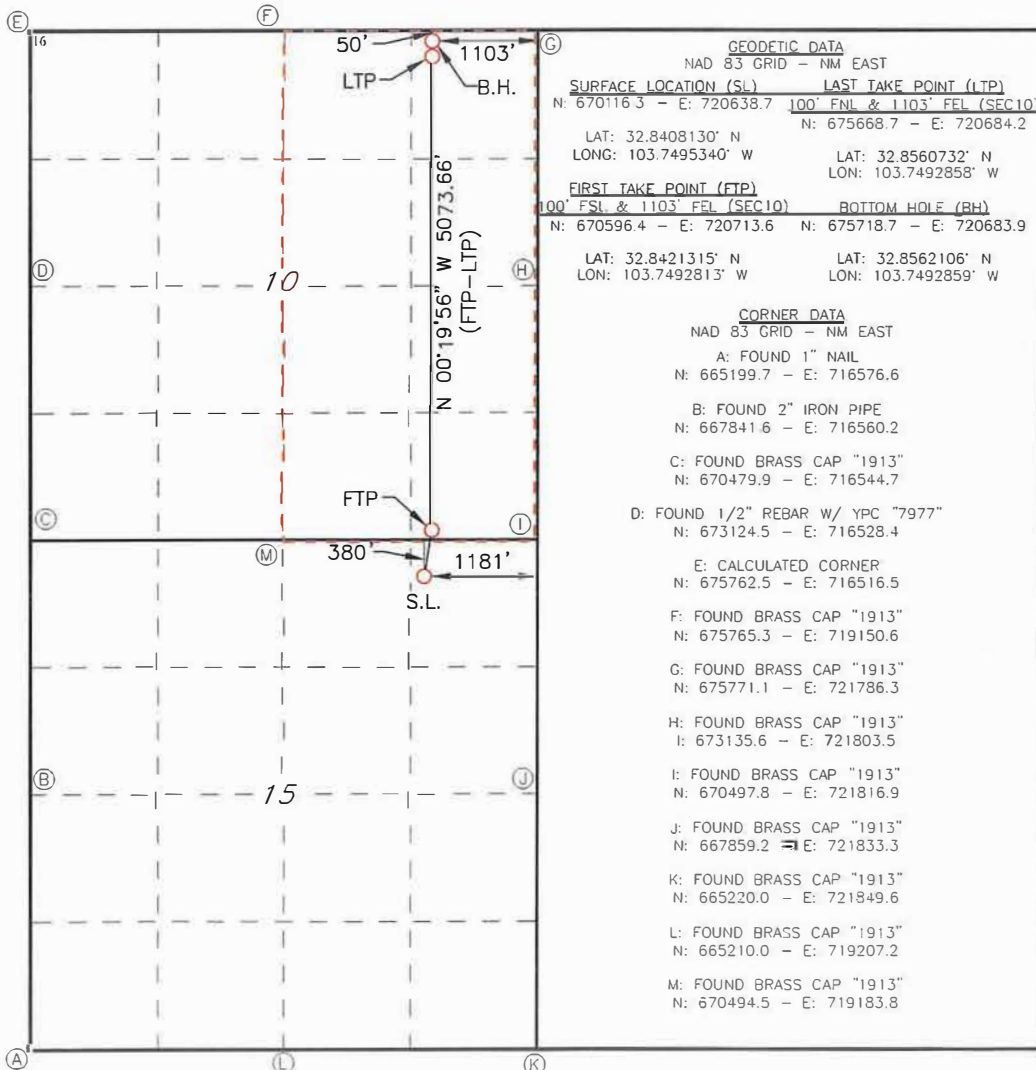 E
F
16
50'
1103'
G
LTP
B.H.
N 00°19'56" W 5073.66'
(FTP-LTP)
D
10
H
FTP
C
I
M
380'
1181'
S.L.
B
15
J
A
L
K
GEODETIC DATA
NAD 83 GRID - NM EAST
SURFACE LOCATION (SL)
N: 670116.3 - E: 720638.7
LAT: 32.8408130° N
LONG: 103.7495340° W
LAST TAKE POINT (LTP)
100' FNL & 1103' FEL (SEC10)
N: 675668.7 - E: 720684.2
LAT: 32.8560732° N
LON: 103.7492858° W
FIRST TAKE POINT (FTP)
100' FSL & 1103' FEL (SEC10)
N: 670596.4 - E: 720713.6
LAT: 32.8421315° N
LON: 103.7492813° W
BOTTOM HOLE (BH)
N: 675718.7 - E: 720683.9
LAT: 32.8562106° N
LON: 103.7492859° W
CORNER DATA
NAD 83 GRID - NM EAST
A: FOUND 1" NAIL
N: 665199.7 - E: 716576.6
B: FOUND 2" IRON PIPE
N: 667841.6 - E: 716560.2
C: FOUND BRASS CAP "1913"
N: 670479.9 - E: 716544.7
D: FOUND 1/2" REBAR W/ YPC "7977"
N: 673124.5 - E: 716528.4
E: CALCULATED CORNER
N: 675762.5 - E: 716516.5
F: FOUND BRASS CAP "1913"
N: 675765.3 - E: 719150.6
G: FOUND BRASS CAP "1913"
N: 675771.1 - E: 721786.3
H: FOUND BRASS CAP "1913"
I: 673135.6 - E: 721803.5
I: FOUND BRASS CAP "1913"
N: 670497.8 - E: 721816.9
J: FOUND BRASS CAP "1913"
N: 667859.2 - E: 721833.3
K: FOUND BRASS CAP "1913"
N: 665220.0 - E: 721849.6
L: FOUND BRASS CAP "1913"
N: 665210.0 - E: 719207.2
M: FOUND BRASS CAP "1913"
N: 670494.5 - E: 719183.8